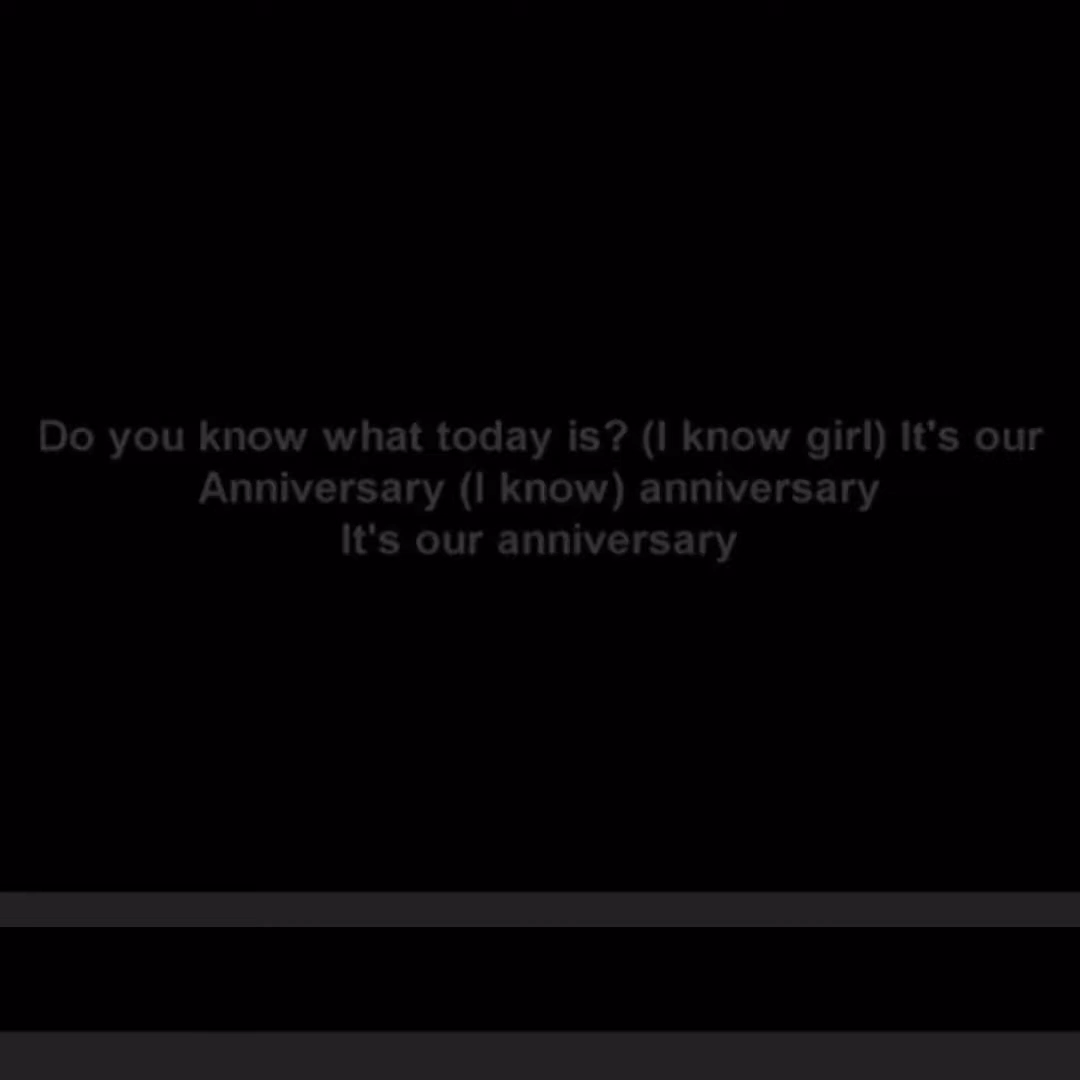 Do you know what today is? (I know girl) It's our
Anniversary (I know) anniversary
It's our anniversary